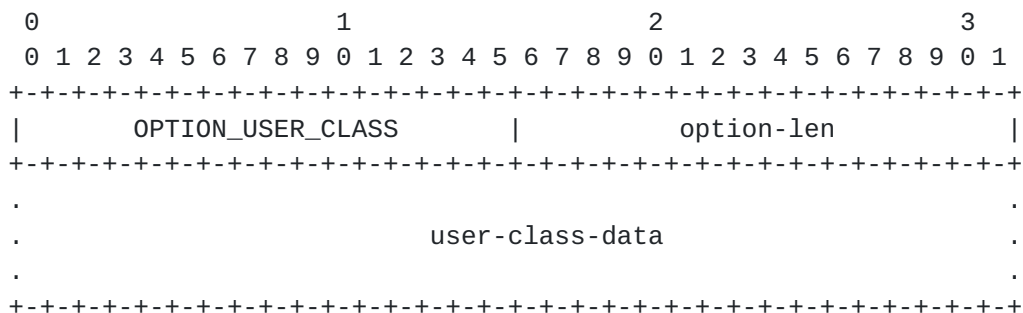 0                   1                   2                   3
 0 1 2 3 4 5 6 7 8 9 0 1 2 3 4 5 6 7 8 9 0 1 2 3 4 5 6 7 8 9 0 1
+-+-+-+-+-+-+-+-+-+-+-+-+-+-+-+-+-+-+-+-+-+-+-+-+-+-+-+-+-+-+-+-+
|       OPTION_USER_CLASS       |          option-len           |
+-+-+-+-+-+-+-+-+-+-+-+-+-+-+-+-+-+-+-+-+-+-+-+-+-+-+-+-+-+-+-+-+
.                                                               .
.                          user-class-data                      .
.                                                               .
+-+-+-+-+-+-+-+-+-+-+-+-+-+-+-+-+-+-+-+-+-+-+-+-+-+-+-+-+-+-+-+-+